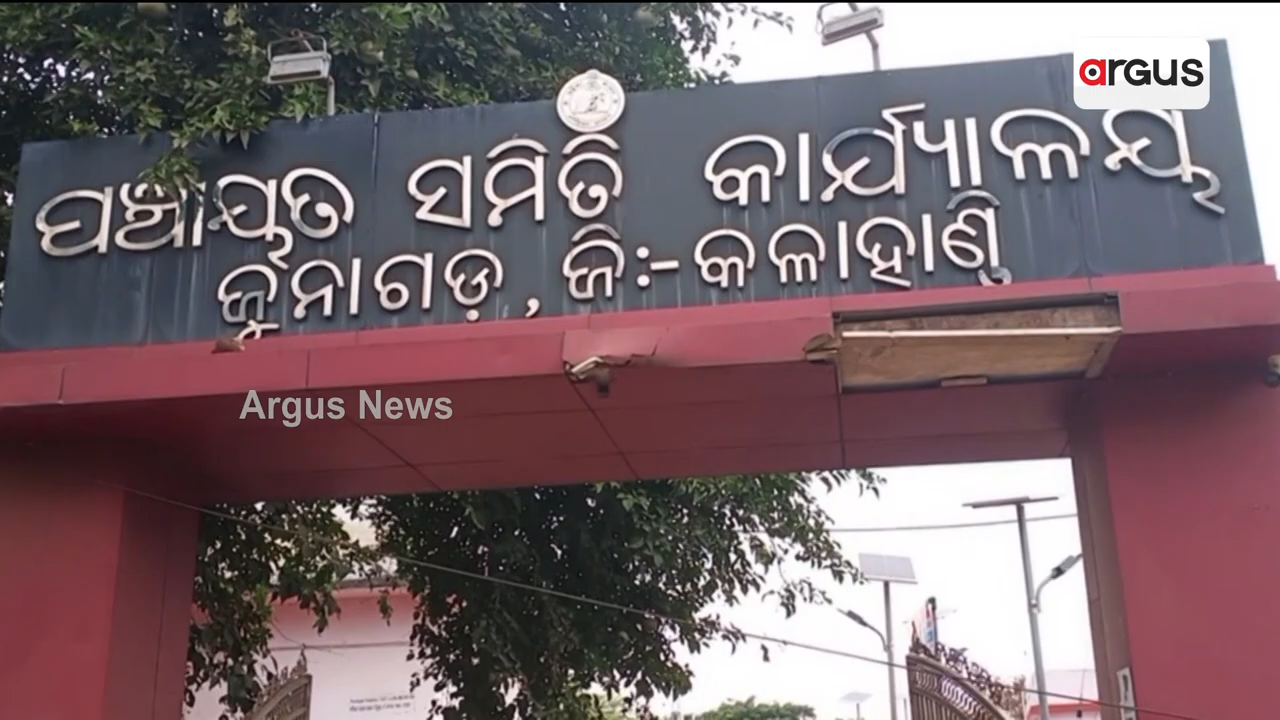 argus
ପଞ୍ଚାୟତ ସମିତି କାର୍ଯ୍ୟାଳୟ
ଜୁନାଗଡ଼, ଜି:- କଳାହାଣ୍ଡି
Argus News